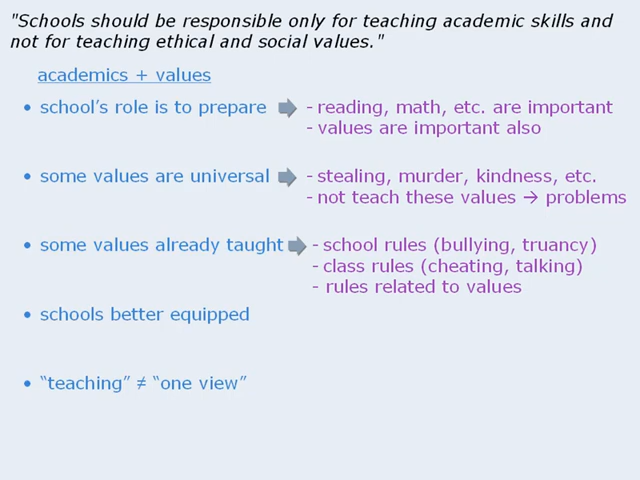 "Schools should be responsible only for teaching academic skills and
not for teaching ethical and social values."
academics + values
• school's role is to prepare
- reading, math, etc. are important
- values are important also
• some values are universal
- stealing, murder, kindness, etc.
- not teach these values → problems
• some values already taught
- school rules (bullying, truancy)
- class rules (cheating, talking)
- rules related to values
• schools better equipped
• "teaching" ≠ "one view"